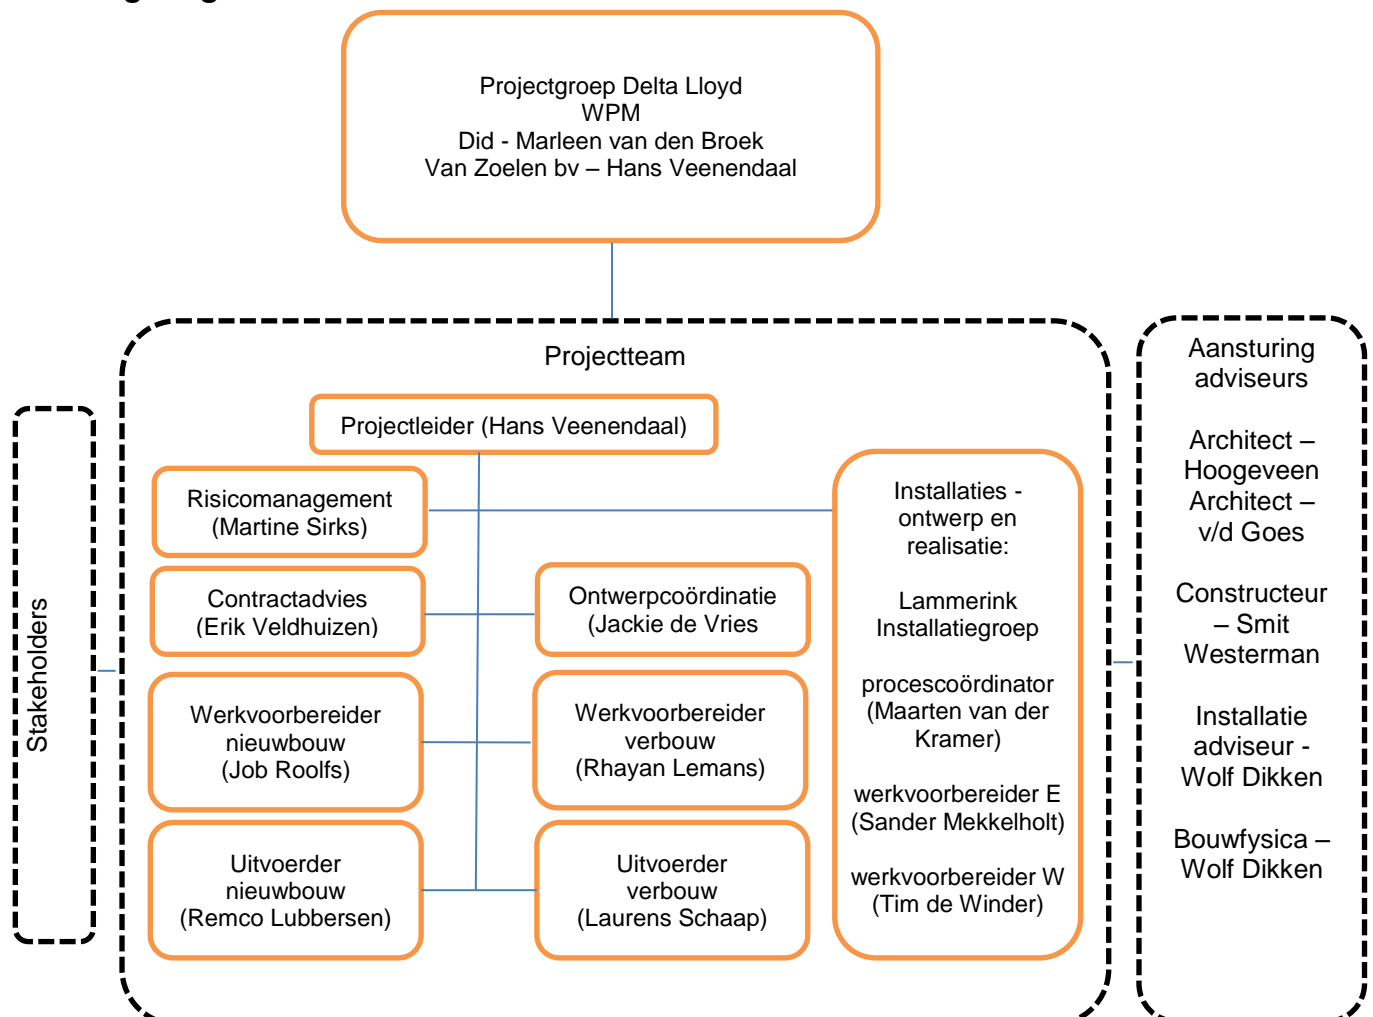 Projectgroep Delta Lloyd
WPM
Did - Marleen van den Broek
Van Zoelen bv – Hans Veenendaal
Projectteam
Projectleider (Hans Veenendaal)
Risicomanagement
(Martine Sirks)
Contractadvies
(Erik Veldhuizen)
Ontwerpcoördinatie
(Jackie de Vries
Werkvoorbereider
nieuwbouw
(Job Roolfs)
Werkvoorbereider
verbouw
(Rhayan Lemans)
Uitvoerder
nieuwbouw
(Remco Lubbersen)
Uitvoerder
verbouw
(Laurens Schaap)
Installaties -
ontwerp en
realisatie:
Lammerink
Installatiegroep
procescoördinator
(Maarten van der
Kramer)
werkvoorbereider E
(Sander Mekkelholt)
werkvoorbereider W
(Tim de Winder)
Stakeholders
Aansturing
adviseurs
Architect –
Hoogeveen
Architect –
v/d Goes
Constructeur
– Smit
Westerman
Installatie
adviseur -
Wolf Dikken
Bouwfysica –
Wolf Dikken